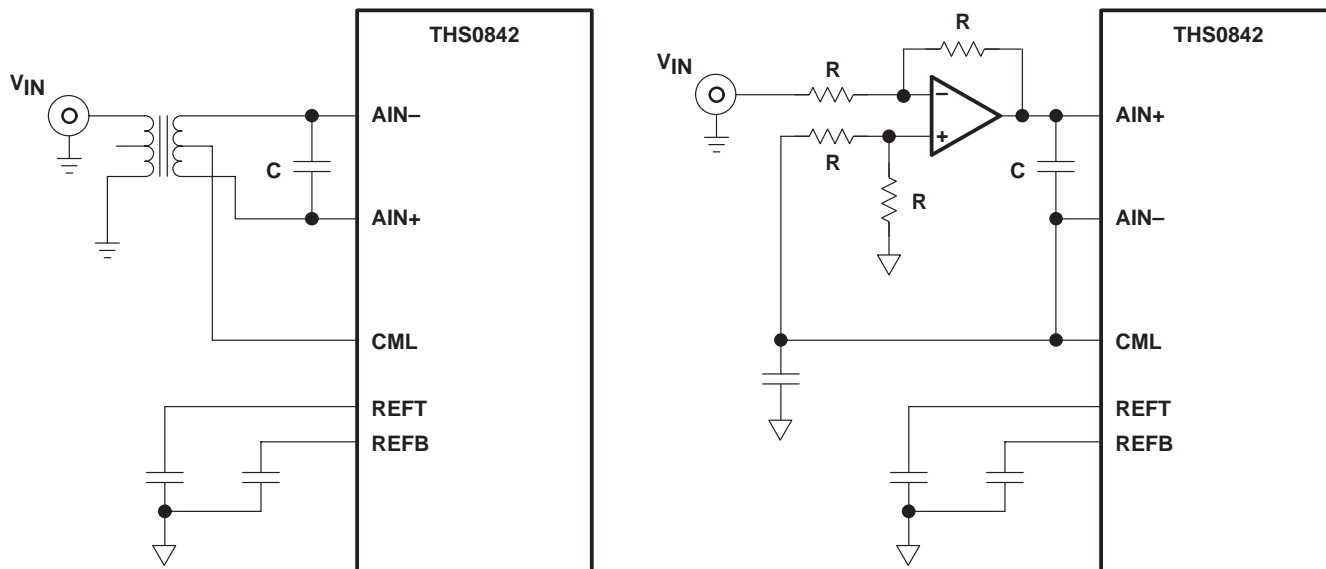 THS0842
VIN
AIN–
C
AIN+
CML
REFT
REFB
THS0842
R
VIN
R
–
AIN+
+
R
C
R
AIN–
CML
REFT
REFB